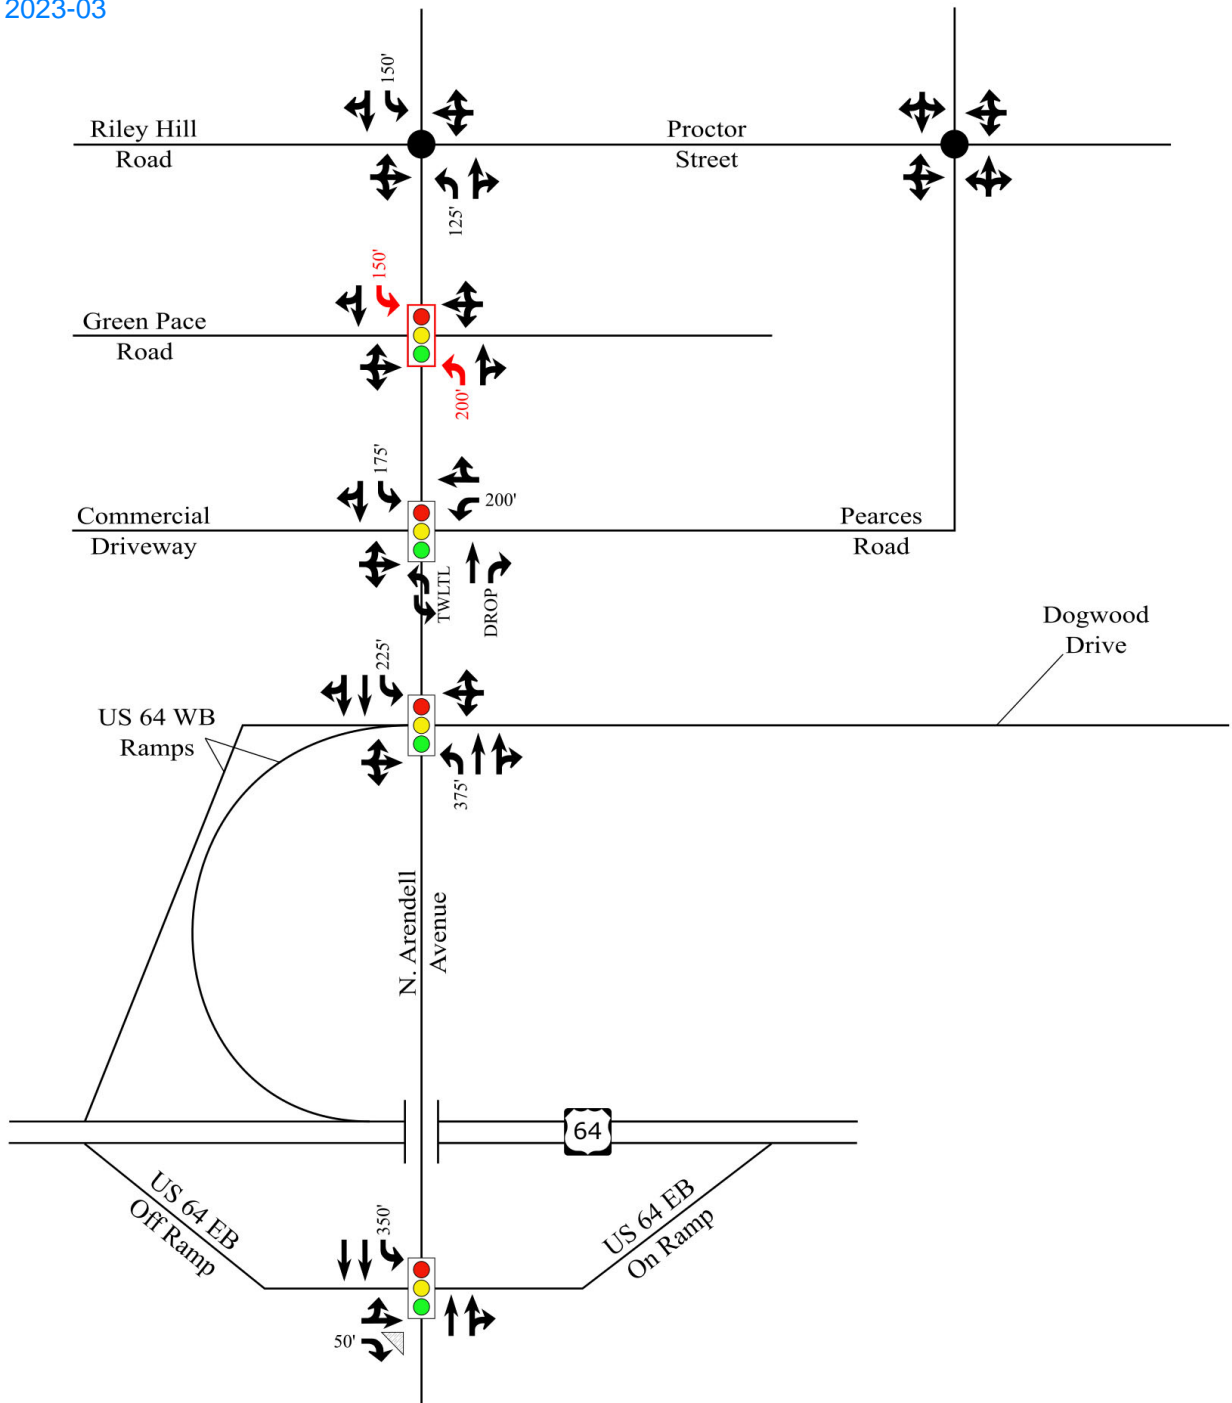 2023-03
150'
Riley Hill
Road
Proctor
Street
125'
150'
Green Pace
Road
200'
175'
200'
Commercial
Driveway
Pearces
Road
TWLTL
DROP
Dogwood
Drive
225'
US 64 WB
Ramps
375'
N. Arendell
Avenue
64
US 64 EB
Off Ramp
US 64 EB
On Ramp
350'
50'